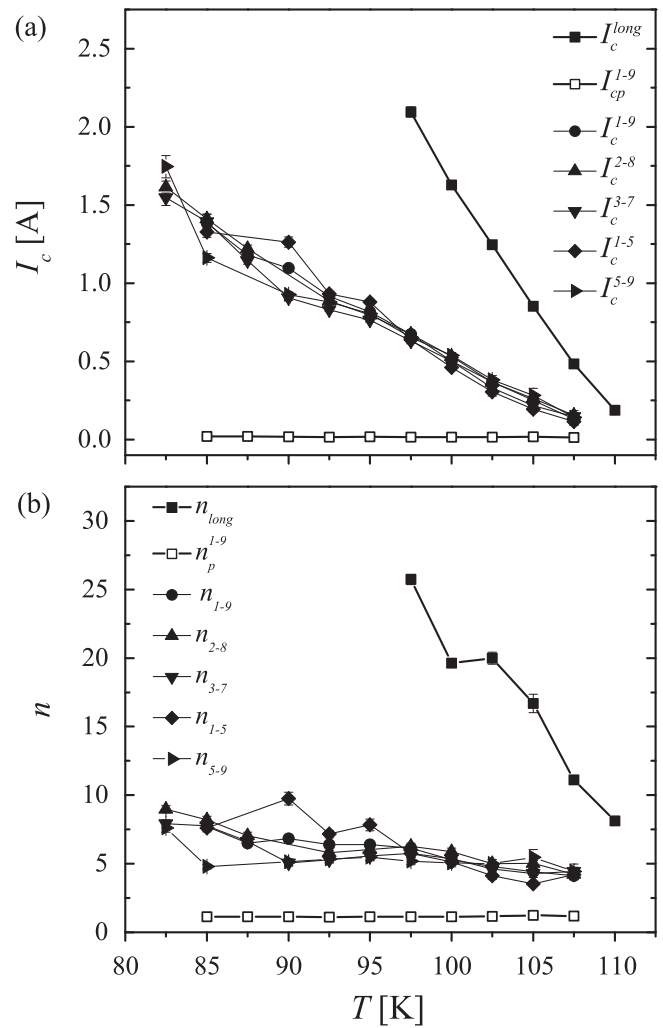 (a)
I_c [A]
2.5
2.0
1.5
1.0
0.5
0.0
I_c^long
I_cp^1-9
I_c^1-9
I_c^2-8
I_c^3-7
I_c^1-5
I_c^5-9
(b)
n
30
25
20
15
10
5
0
n_long
n_p^1-9
n_1-9
n_2-8
n_3-7
n_1-5
n_5-9
80 85 90 95 100 105 110
T [K]